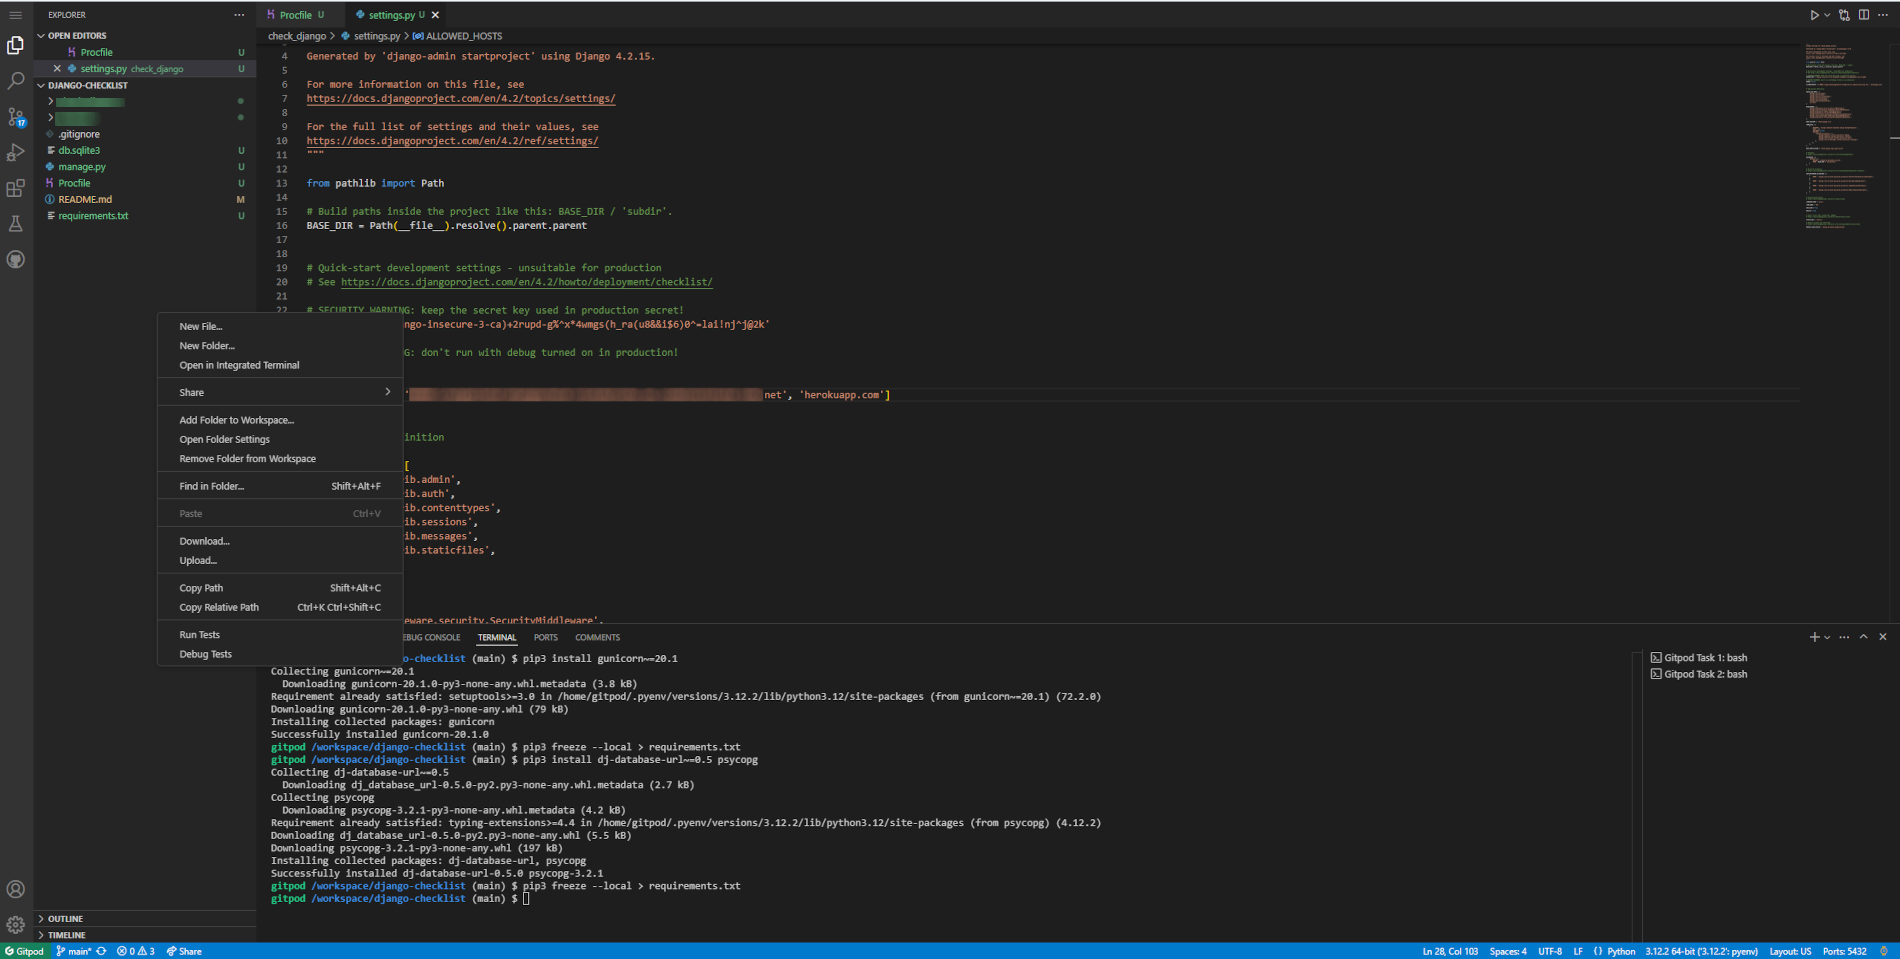 EXPLORER
OPEN EDITORS
Procfile U
settings.py check_django U
DJANGO-CHECKLIST
.gitignore
db.sqlite3 U
manage.py U
Procfile U
README.md M
requirements.txt U
17
OUTLINE
TIMELINE
Procfile U
settings.py U
check_django > settings.py > ALLOWED_HOSTS
4 Generated by 'django-admin startproject' using Django 4.2.15.
5
6 For more information on this file, see
7 https://docs.djangoproject.com/en/4.2/topics/settings/
8
9 For the full list of settings and their values, see
10 https://docs.djangoproject.com/en/4.2/ref/settings/
11 """
12
13 from pathlib import Path
14
15 # Build paths inside the project like this: BASE_DIR / 'subdir'.
16 BASE_DIR = Path(__file__).resolve().parent.parent
17
18
19 # Quick-start development settings - unsuitable for production
20 # See https://docs.djangoproject.com/en/4.2/howto/deployment/checklist/
21
22 # SECURITY WARNING: keep the secret key used in production secret!
ngo-insecure-3-ca)+2rupd-g%^x*4wmgs(h_ra(u8&&i$6)0^=lai!nj^j@2k'
G: don't run with debug turned on in production!
' net', 'herokuapp.com']
inition
[
ib.admin',
ib.auth',
ib.contenttypes',
ib.sessions',
ib.messages',
ib.staticfiles',
eware.security.SecurityMiddleware',
New File...
New Folder...
Open in Integrated Terminal
Share
Add Folder to Workspace...
Open Folder Settings
Remove Folder from Workspace
Find in Folder... Shift+Alt+F
Paste Ctrl+V
Download...
Upload...
Copy Path Shift+Alt+C
Copy Relative Path Ctrl+K Ctrl+Shift+C
Run Tests
Debug Tests
EBUG CONSOLE TERMINAL PORTS COMMENTS
o-checklist (main) $ pip3 install gunicorn~=20.1
Collecting gunicorn~=20.1
Downloading gunicorn-20.1.0-py3-none-any.whl.metadata (3.8 kB)
Requirement already satisfied: setuptools>=3.0 in /home/gitpod/.pyenv/versions/3.12.2/lib/python3.12/site-packages (from gunicorn~=20.1) (72.2.0)
Downloading gunicorn-20.1.0-py3-none-any.whl (79 kB)
Installing collected packages: gunicorn
Successfully installed gunicorn-20.1.0
gitpod /workspace/django-checklist (main) $ pip3 freeze --local > requirements.txt
gitpod /workspace/django-checklist (main) $ pip3 install dj-database-url~=0.5 psycopg
Collecting dj-database-url~=0.5
Downloading dj_database_url-0.5.0-py2.py3-none-any.whl.metadata (2.7 kB)
Collecting psycopg
Downloading psycopg-3.2.1-py3-none-any.whl.metadata (4.2 kB)
Requirement already satisfied: typing-extensions>=4.4 in /home/gitpod/.pyenv/versions/3.12.2/lib/python3.12/site-packages (from psycopg) (4.12.2)
Downloading dj_database_url-0.5.0-py2.py3-none-any.whl (5.5 kB)
Downloading psycopg-3.2.1-py3-none-any.whl (197 kB)
Installing collected packages: dj-database-url, psycopg
Successfully installed dj-database-url-0.5.0 psycopg-3.2.1
gitpod /workspace/django-checklist (main) $ pip3 freeze --local > requirements.txt
gitpod /workspace/django-checklist (main) $
Gitpod Task 1: bash
Gitpod Task 2: bash
Gitpod main* 0 3 Share
Ln 28, Col 103 Spaces: 4 UTF-8 LF Python 3.12.2 64-bit ('3.12.2': pyenv) Layout: US Ports: 5432